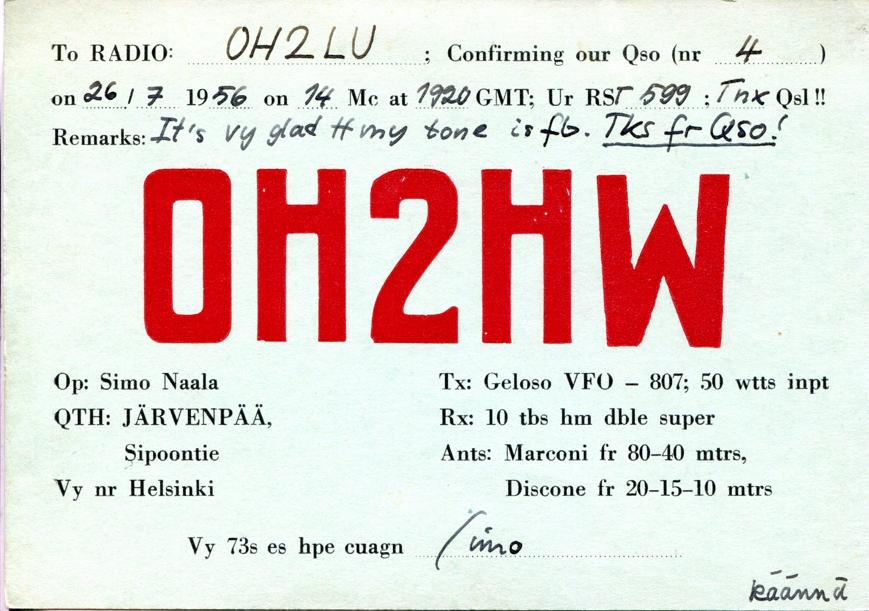 To RADIO: OH2LU ; Confirming our Qso (nr 4 )
on 26 / 7 1956 on 14 Mc at 1920 GMT; Ur RST 599 ; Tnx Qsl !!
Remarks: It's vy glad tt my tone is fb. Tks fr Qso!
OH2HW
Op: Simo Naala
QTH: JÄRVENPÄÄ,
Sipoontie
Vy nr Helsinki
Tx: Geloso VFO – 807; 50 wtts inpt
Rx: 10 tbs hm dble super
Ants: Marconi fr 80–40 mtrs,
Discone fr 20–15–10 mtrs
Vy 73s es hpe cuagn Simo
käännä